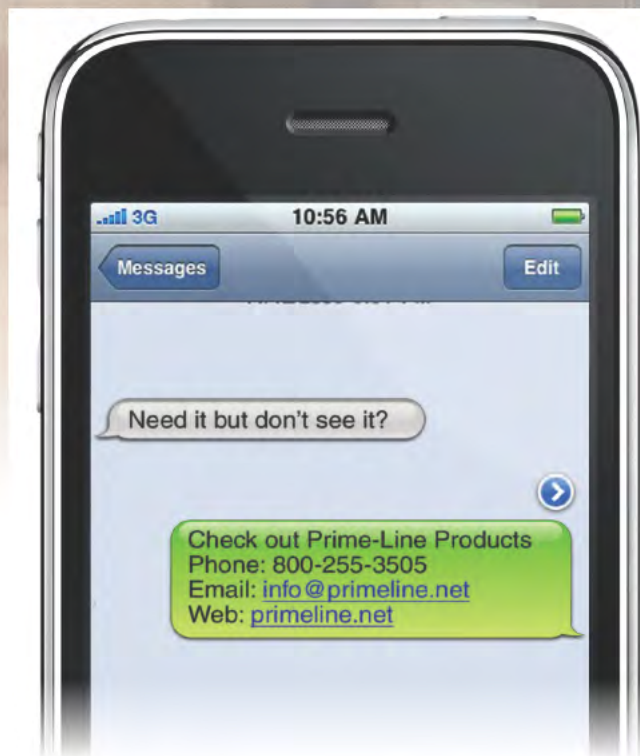 3G 10:56 AM
Messages Edit
Need it but don't see it?
Check out Prime-Line Products
Phone: 800-255-3505
Email: info@primeline.net
Web: primeline.net